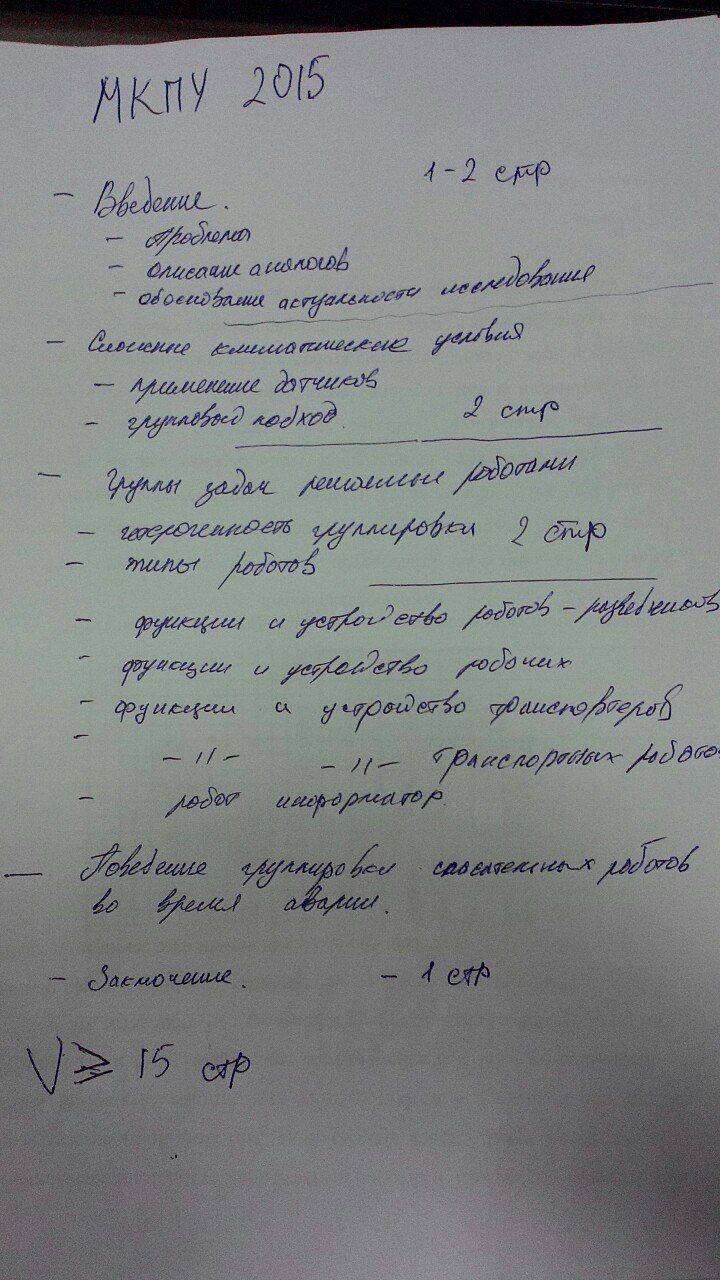 МКПУ 2015
1-2 стр
- Введение.
- проблема
- описание аналогов
- обоснование актуальности исследования
- Сложные климатические условия
- применение датчиков
- групповой подход. 2 стр
- Группы задач решаемые роботами
- гетерогенность группировки 2 стр
- типы роботов
- функции и устройство роботов - разведчиков
- функции и устройство рабочих
- функции и устройство транспортеров
- -//- -//- транспортных роботов
- робот информатор.
- Поведение группировки спасательных роботов
во время аварии.
- Заключение. - 1 стр
V ≥ 15 стр